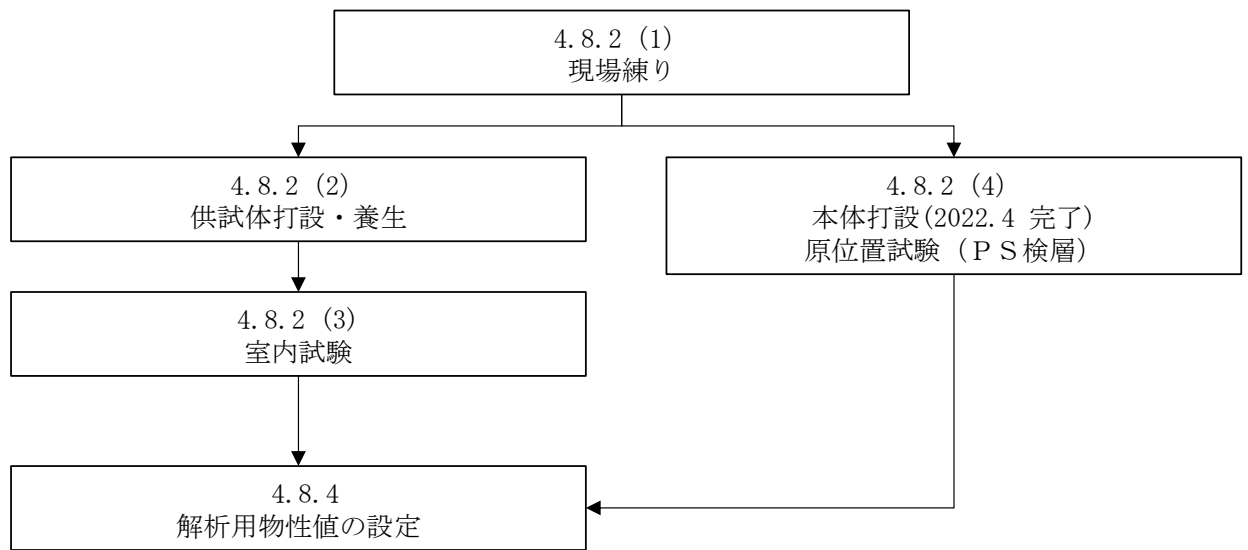 4.8.2 (1)
現場練り
4.8.2 (2)
供試体打設・養生
4.8.2 (4)
本体打設(2022.4 完了)
原位置試験（ＰＳ検層）
4.8.2 (3)
室内試験
4.8.4
解析用物性値の設定